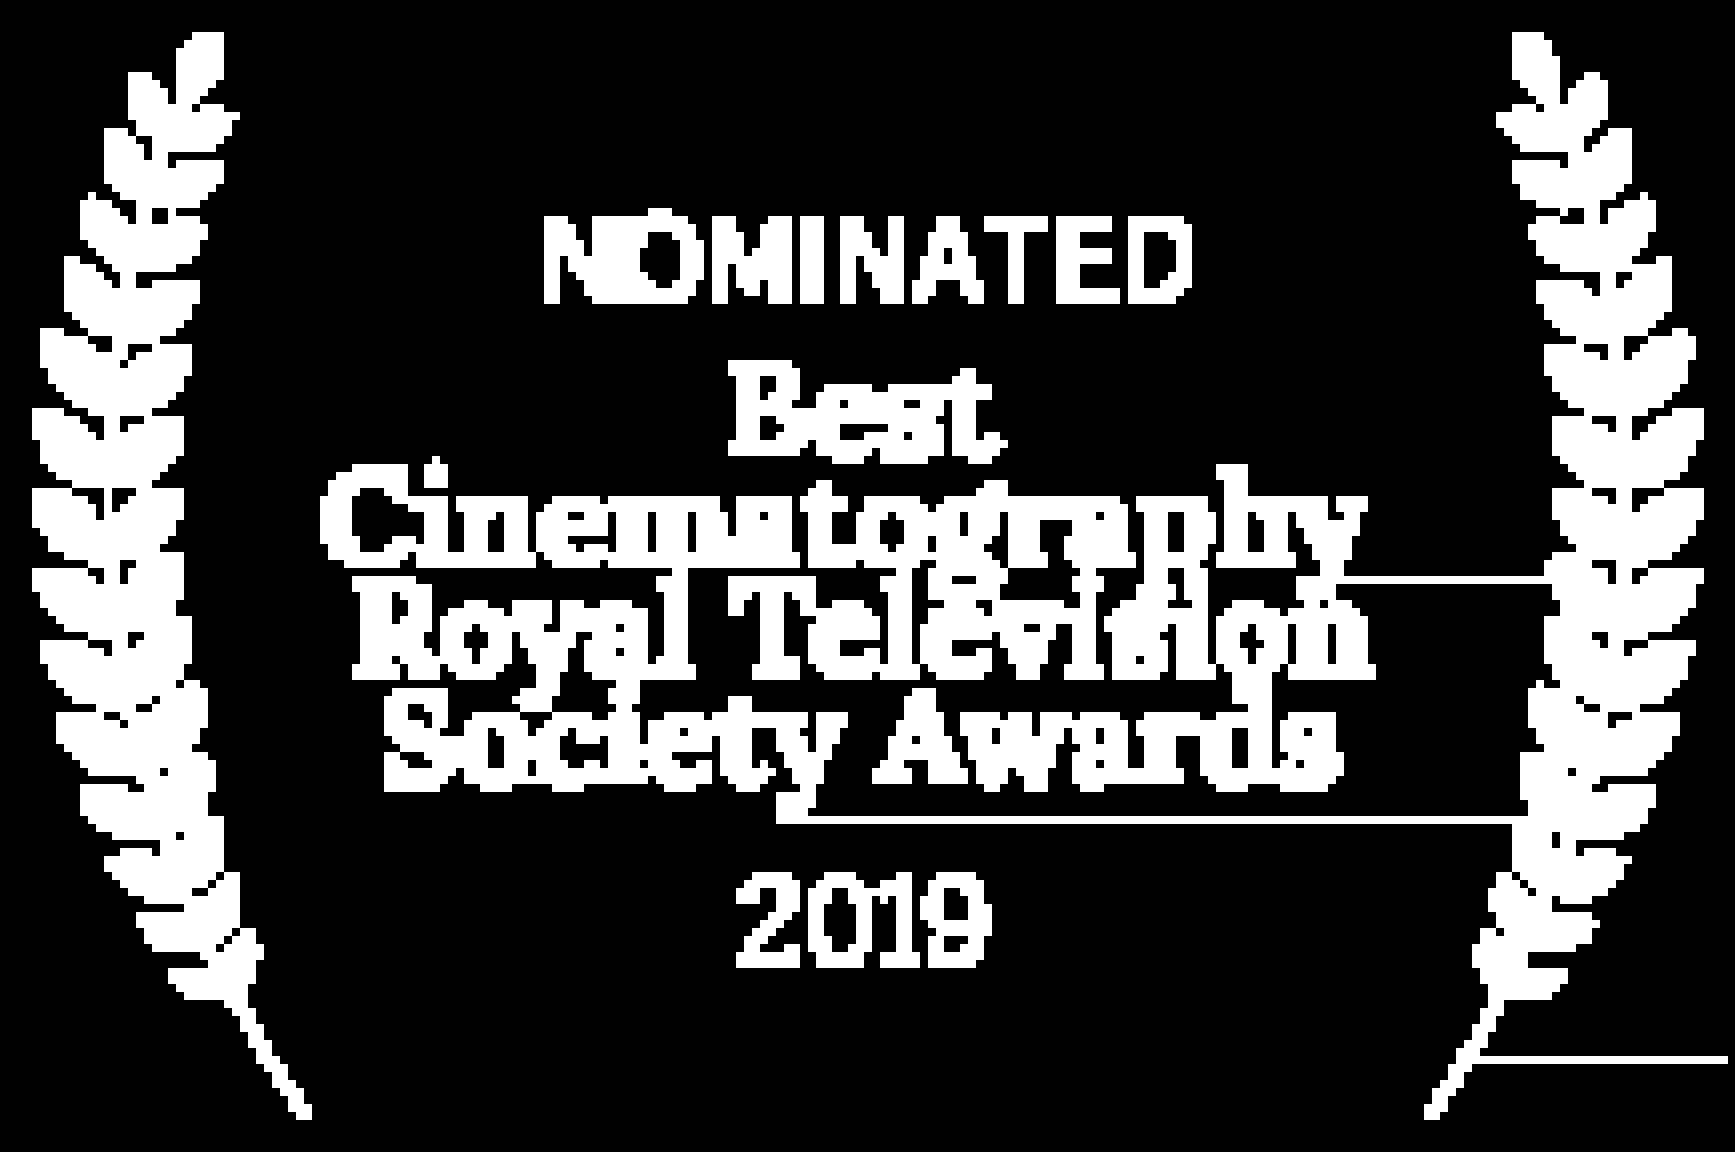 NOMINATED
Best
Cinematography
Royal Television
Society Awards
2019